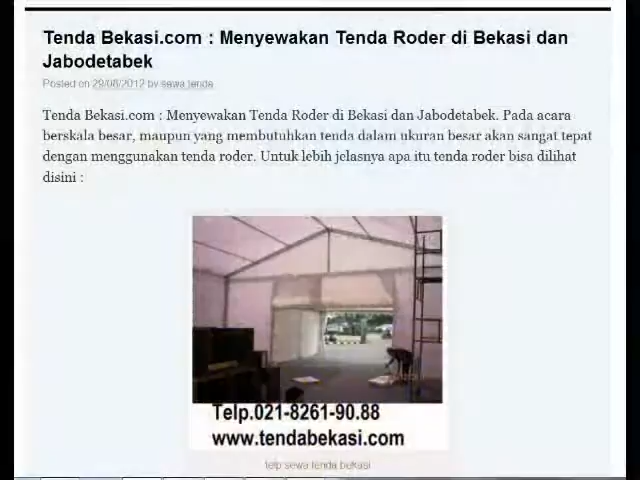 Tenda Bekasi.com : Menyewakan Tenda Roder di Bekasi dan
Jabodetabek
Posted on 29/08/2012 by sewa tenda
Tenda Bekasi.com : Menyewakan Tenda Roder di Bekasi dan Jabodetabek. Pada acara
berskala besar, maupun yang membutuhkan tenda dalam ukuran besar akan sangat tepat
dengan menggunakan tenda roder. Untuk lebih jelasnya apa itu tenda roder bisa dilihat
disini :
Telp.021-8261-90.88
www.tendabekasi.com
telp sewa tenda bekasi